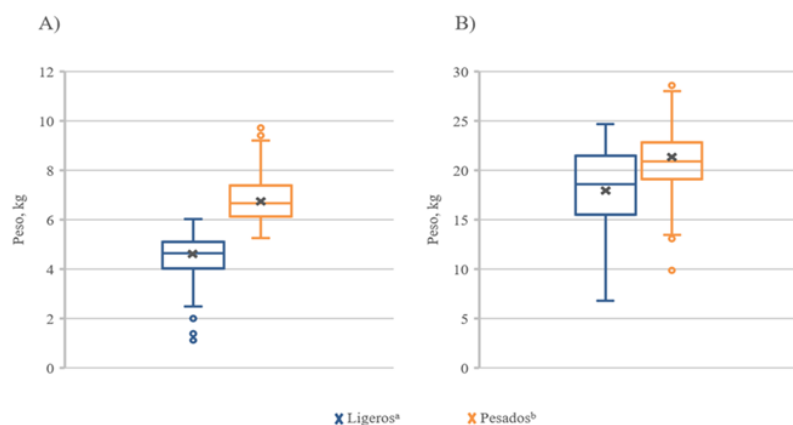 A)
Peso, kg
12
10
8
6
4
2
0
B)
Peso, kg
30
25
20
15
10
5
0
Ligerosᵃ
Pesadosᵇ